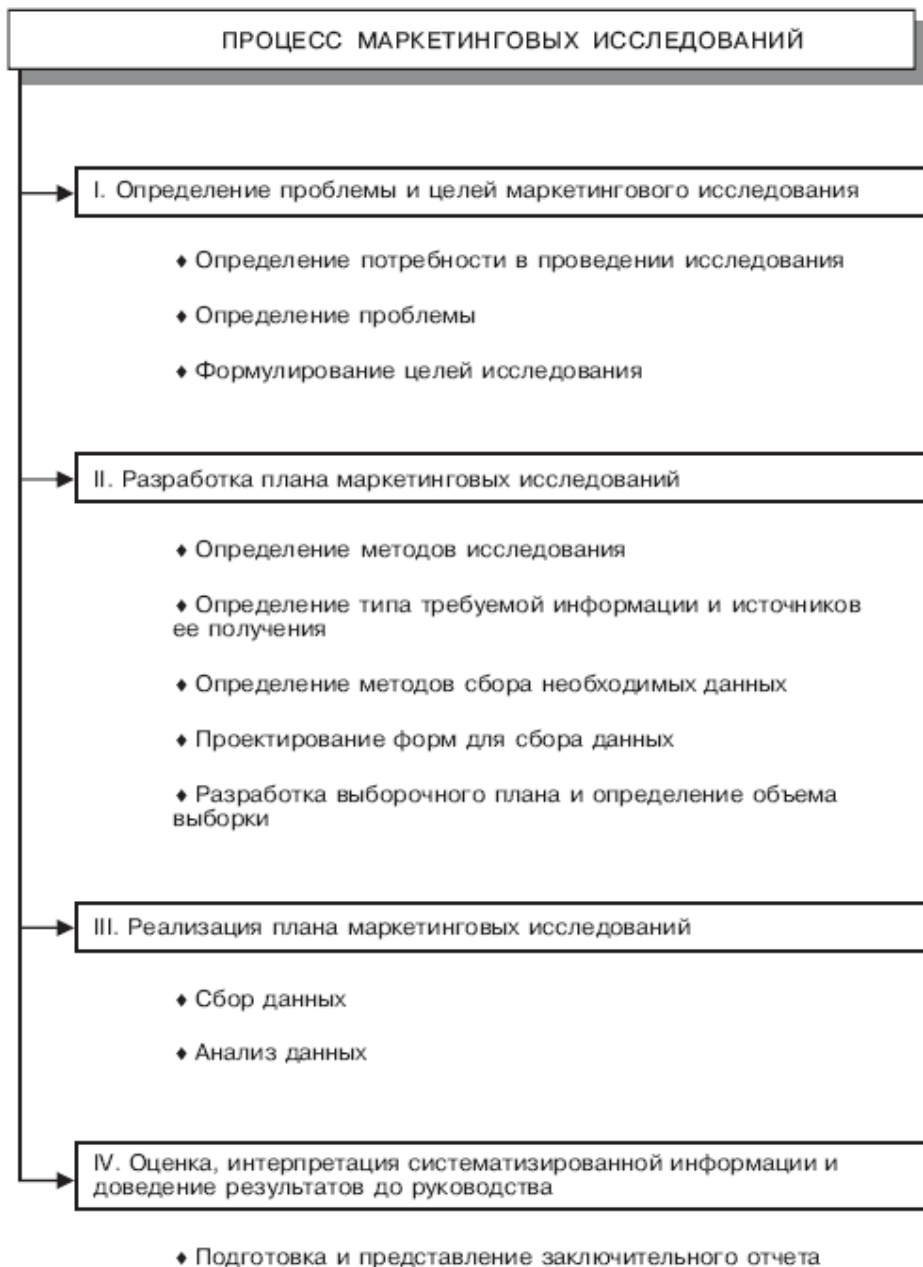 ПРОЦЕСС МАРКЕТИНГОВЫХ ИССЛЕДОВАНИЙ
I. Определение проблемы и целей маркетингового исследования
♦ Определение потребности в проведении исследования
♦ Определение проблемы
♦ Формулирование целей исследования
II. Разработка плана маркетинговых исследований
♦ Определение методов исследования
♦ Определение типа требуемой информации и источников
ее получения
♦ Определение методов сбора необходимых данных
♦ Проектирование форм для сбора данных
♦ Разработка выборочного плана и определение объема
выборки
III. Реализация плана маркетинговых исследований
♦ Сбор данных
♦ Анализ данных
IV. Оценка, интерпретация систематизированной информации и
доведение результатов до руководства
♦ Подготовка и представление заключительного отчета